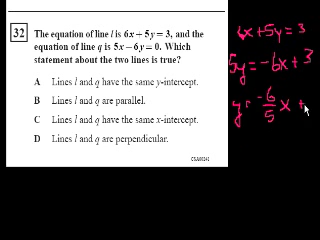 32 The equation of line l is 6x + 5y = 3, and the
equation of line q is 5x – 6y = 0. Which
statement about the two lines is true?
A Lines l and q have the same y-intercept.
B Lines l and q are parallel.
C Lines l and q have the same x-intercept.
D Lines l and q are perpendicular.
6x+5y = 3
5y = -6x + 3
y = -6/5 x +